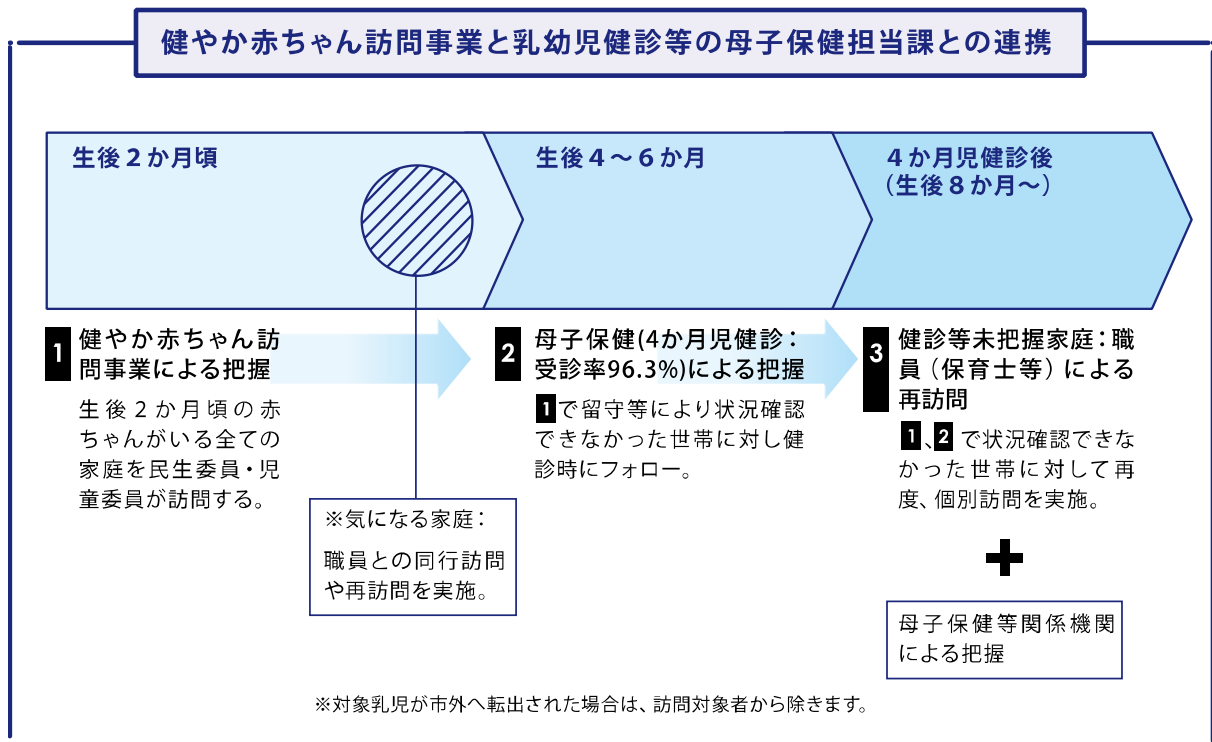 健やか赤ちゃん訪問事業と乳幼児健診等の母子保健担当課との連携
生後２か月頃
生後４～６か月
４か月児健診後
（生後８か月～）
1 健やか赤ちゃん訪
問事業による把握
生後２か月頃の赤
ちゃんがいる全ての
家庭を民生委員・児
童委員が訪問する。
※気になる家庭：
職員との同行訪問
や再訪問を実施。
2 母子保健(4か月児健診：
受診率96.3%)による把握
1で留守等により状況確認
できなかった世帯に対し健
診時にフォロー。
3 健診等未把握家庭：職
員（保育士等）による
再訪問
1、2 で状況確認できな
かった世帯に対して再
度、個別訪問を実施。
＋
母子保健等関係機関
による把握
※対象乳児が市外へ転出された場合は、訪問対象者から除きます。